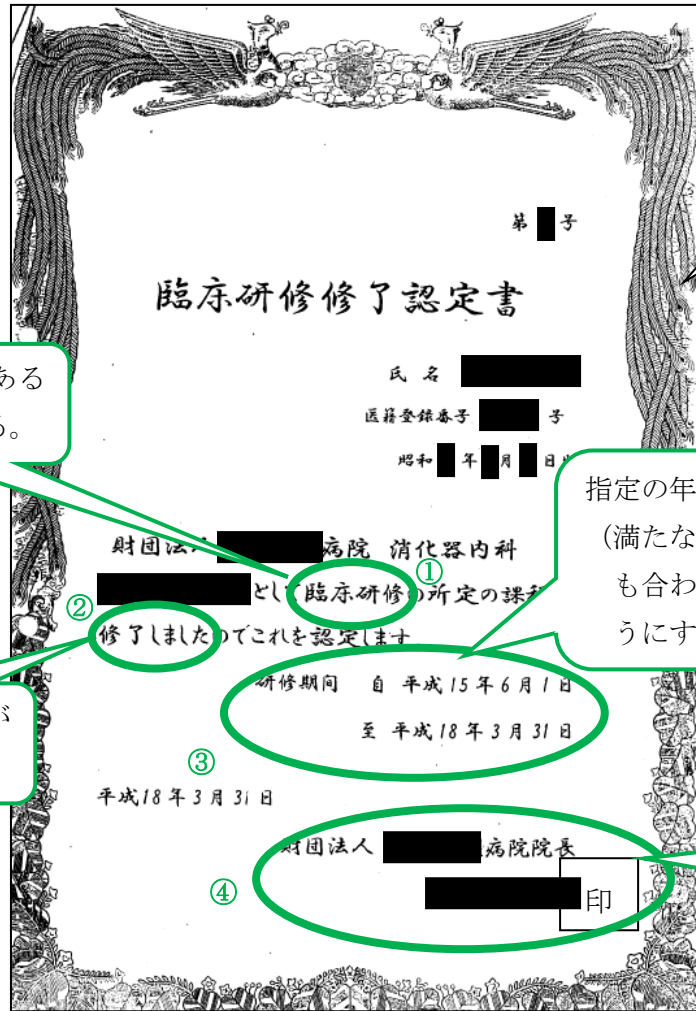 第 号
臨床研修修了認定書
氏 名
医籍登録番号 号
昭和 年 月 日
ある
る。
指定の年
(満たな
も合わ
うにす
財団法人 病院 消化器内科
①
として臨床研修の所定の課程
②
修了しましたのでこれを認定します
研修期間 自 平成15年6月1日
至 平成18年3月31日
が
③
平成18年3月31日
財団法人 病院院長
④
印